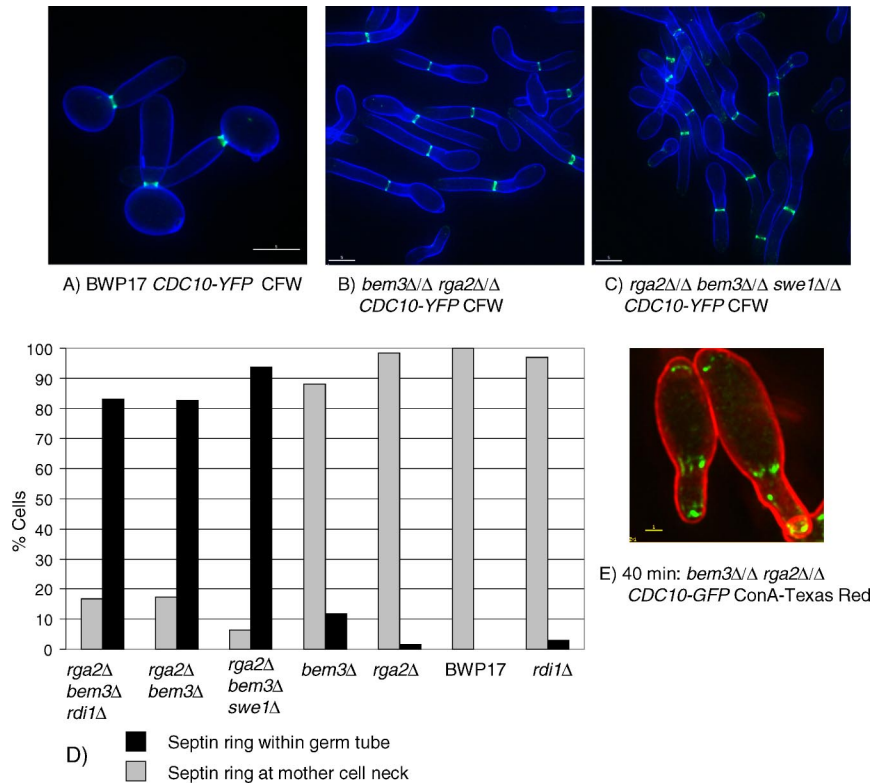 A) BWP17 CDC10-YFP CFW
B) bem3Δ/Δ rga2Δ/Δ
CDC10-YFP CFW
C) rga2Δ/Δ bem3Δ/Δ swe1Δ/Δ
CDC10-YFP CFW
100
90
80
70
60
50
40
30
20
10
0
% Cells
rga2Δ
bem3Δ
rdi1Δ
rga2Δ
bem3Δ
rga2Δ
bem3Δ
swe1Δ
bem3Δ
rga2Δ
BWP17
rdi1Δ
D)
Septin ring within germ tube
Septin ring at mother cell neck
E) 40 min: bem3Δ/Δ rga2Δ/Δ
CDC10-GFP ConA-Texas Red